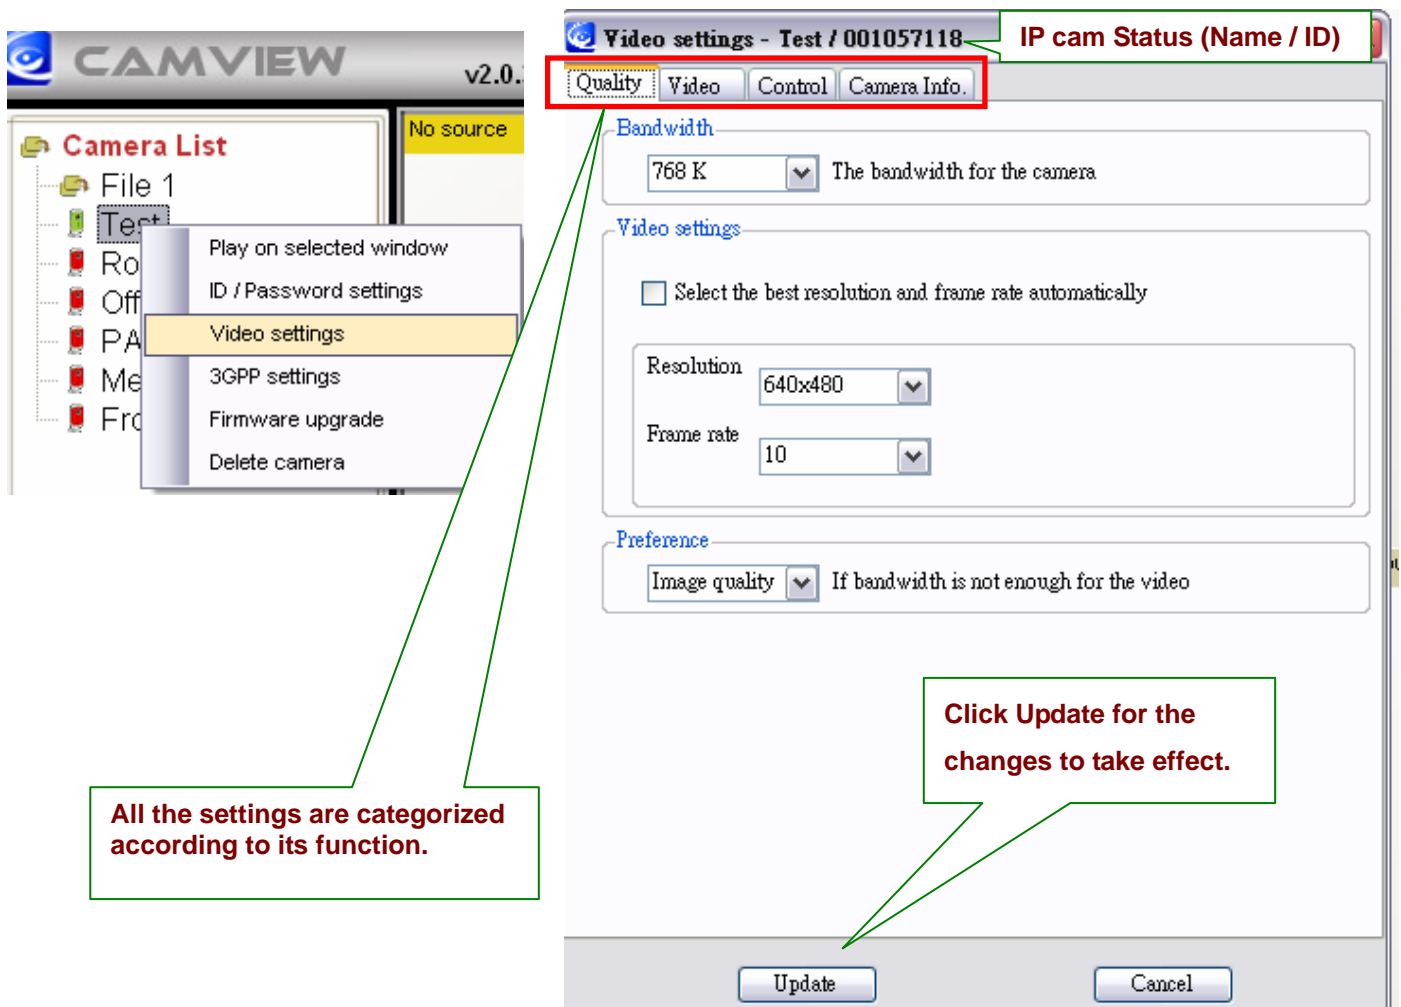 CAMVIEW
v2.0.
Camera List
File 1
Test
Ro
Off
PA
Me
Fro
No source
Play on selected window
ID / Password settings
Video settings
3GPP settings
Firmware upgrade
Delete camera
All the settings are categorized
according to its function.
Video settings - Test / 001057118
IP cam Status (Name / ID)
Quality Video Control Camera Info.
Bandwidth
768 K The bandwidth for the camera
Video settings
Select the best resolution and frame rate automatically
Resolution
640x480
Frame rate
10
Preference
Image quality If bandwidth is not enough for the video
Click Update for the
changes to take effect.
Update Cancel